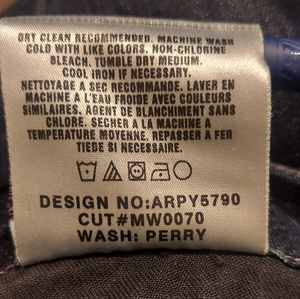 DRY CLEAN RECOMMENDED. MACHINE WASH
COLD WITH LIKE COLORS. NON-CHLORINE
BLEACH. TUMBLE DRY MEDIUM.
COOL IRON IF NECESSARY.
NETTOYAGE A SEC RECOMMANDE. LAVER EN
MACHINE A L'EAU FROIDE AVEC COULEURS
SIMILAIRES. AGENT DE BLANCHIMENT SANS
CHLORE. SECHER EN MACHINE A
TEMPERATURE MOYENNE. REPASSER A FER
TIEDE SI NECESSAIRE.
DESIGN NO:ARPY5790
CUT#MW0070
WASH: PERRY